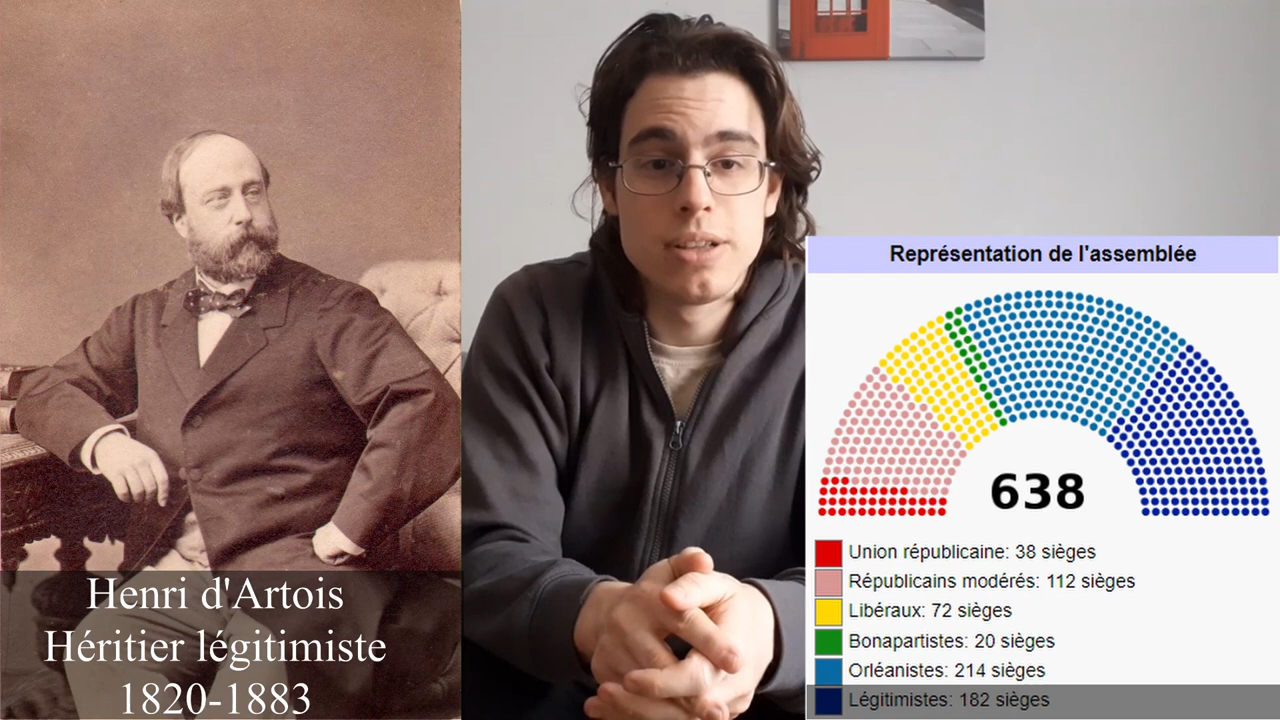 Henri d'Artois
Héritier légitimiste
1820-1883
Représentation de l'assemblée
638
Union républicaine: 38 sièges
Républicains modérés: 112 sièges
Libéraux: 72 sièges
Bonapartistes: 20 sièges
Orléanistes: 214 sièges
Légitimistes: 182 sièges